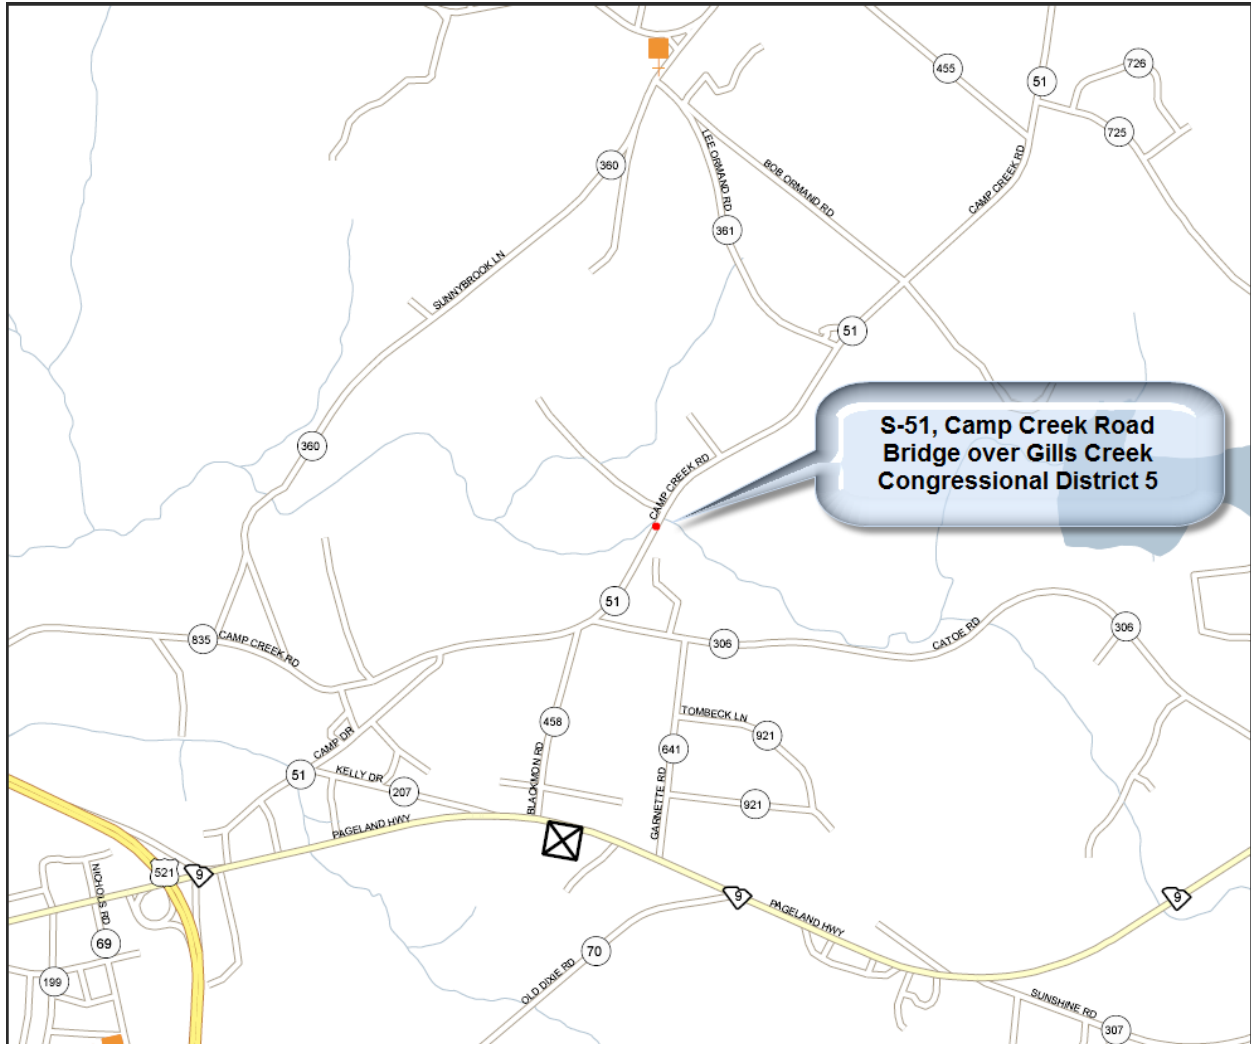 455
51
726
725
360
LEE ORMAND RD
BOB ORMAND RD
CAMP CREEK RD
361
SUNNYBROOK LN
51
S-51, Camp Creek Road
Bridge over Gills Creek
Congressional District 5
360
CAMP CREEK RD
51
835
CAMP CREEK RD
306
CATOE RD
306
458
TOMBECK LN
921
641
CAMP DR
51
KELLY DR
207
BLACKMON RD
GARNETTE RD
921
PAGELAND HWY
521
9
NICHOLS RD
9
PAGELAND HWY
9
69
70
199
OLD DIXIE RD
SUNSHINE RD
307